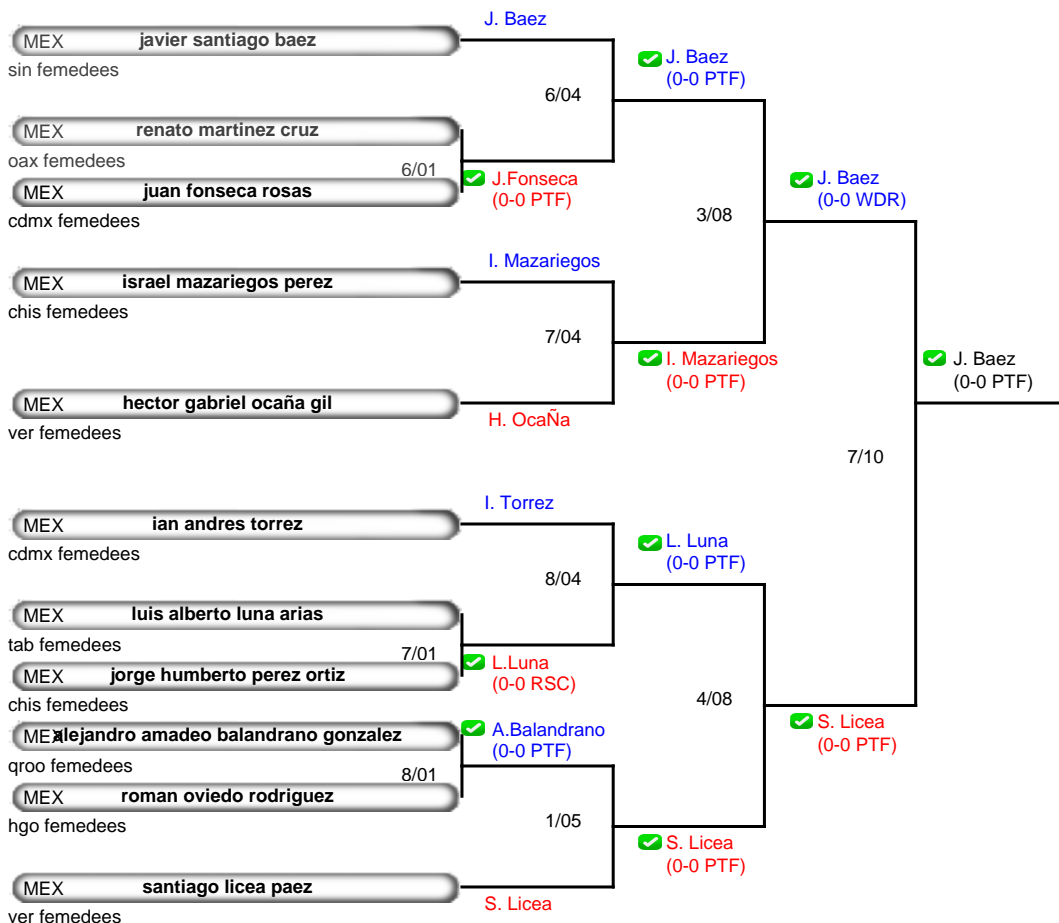 J. Baez
MEX javier santiago baez
sin femedees
J. Baez
(0-0 PTF)
6/04
MEX renato martinez cruz
oax femedees
6/01
J.Fonseca
(0-0 PTF)
MEX juan fonseca rosas
cdmx femedees
J. Baez
(0-0 WDR)
3/08
I. Mazariegos
MEX israel mazariegos perez
chis femedees
7/04
I. Mazariegos
(0-0 PTF)
J. Baez
(0-0 PTF)
MEX hector gabriel ocaña gil
ver femedees
H. OcaÑa
7/10
I. Torrez
MEX ian andres torrez
cdmx femedees
L. Luna
(0-0 PTF)
8/04
MEX luis alberto luna arias
tab femedees
7/01
L.Luna
(0-0 RSC)
MEX jorge humberto perez ortiz
chis femedees
4/08
S. Licea
(0-0 PTF)
MEX alejandro amadeo balandrano gonzalez
qroo femedees
A.Balandrano
(0-0 PTF)
8/01
MEX roman oviedo rodriguez
hgo femedees
1/05
S. Licea
(0-0 PTF)
MEX santiago licea paez
ver femedees
S. Licea